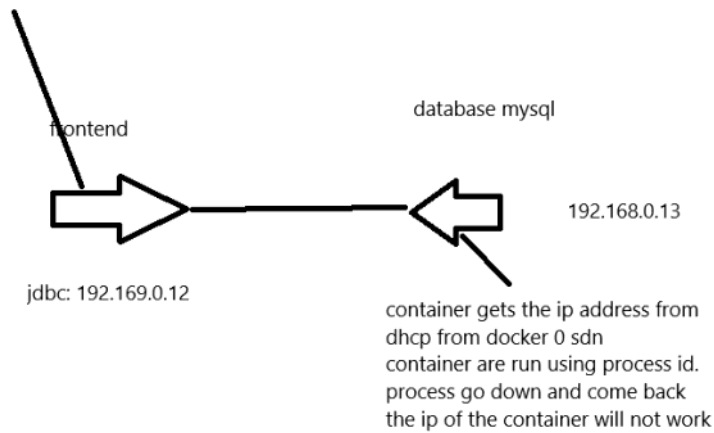 frontend
database mysql
192.168.0.13
jdbc: 192.169.0.12
container gets the ip address from
dhcp from docker 0 sdn
container are run using process id.
process go down and come back
the ip of the container will not work